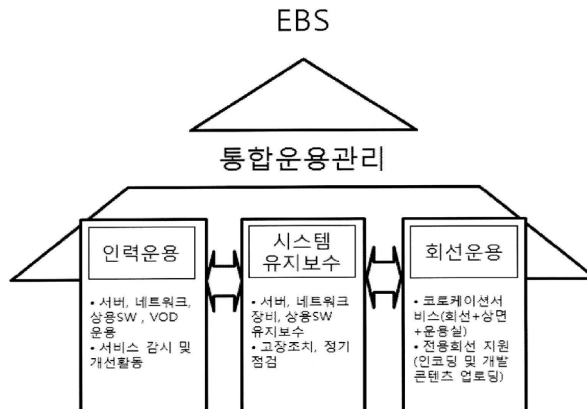 EBS
통합운용관리
인력운용
• 서버, 네트워크,
상용SW , VOD
운용
• 서비스 감시 및
개선활동
시스템
유지보수
• 서버, 네트워크
장비, 상용SW
유지보수
• 고장조치, 정기
점검
회선운용
• 코로케이션서
비스(회선+상면
+운용실)
• 전용회선 지원
(인코딩 및 개발
콘텐츠 업로딩)